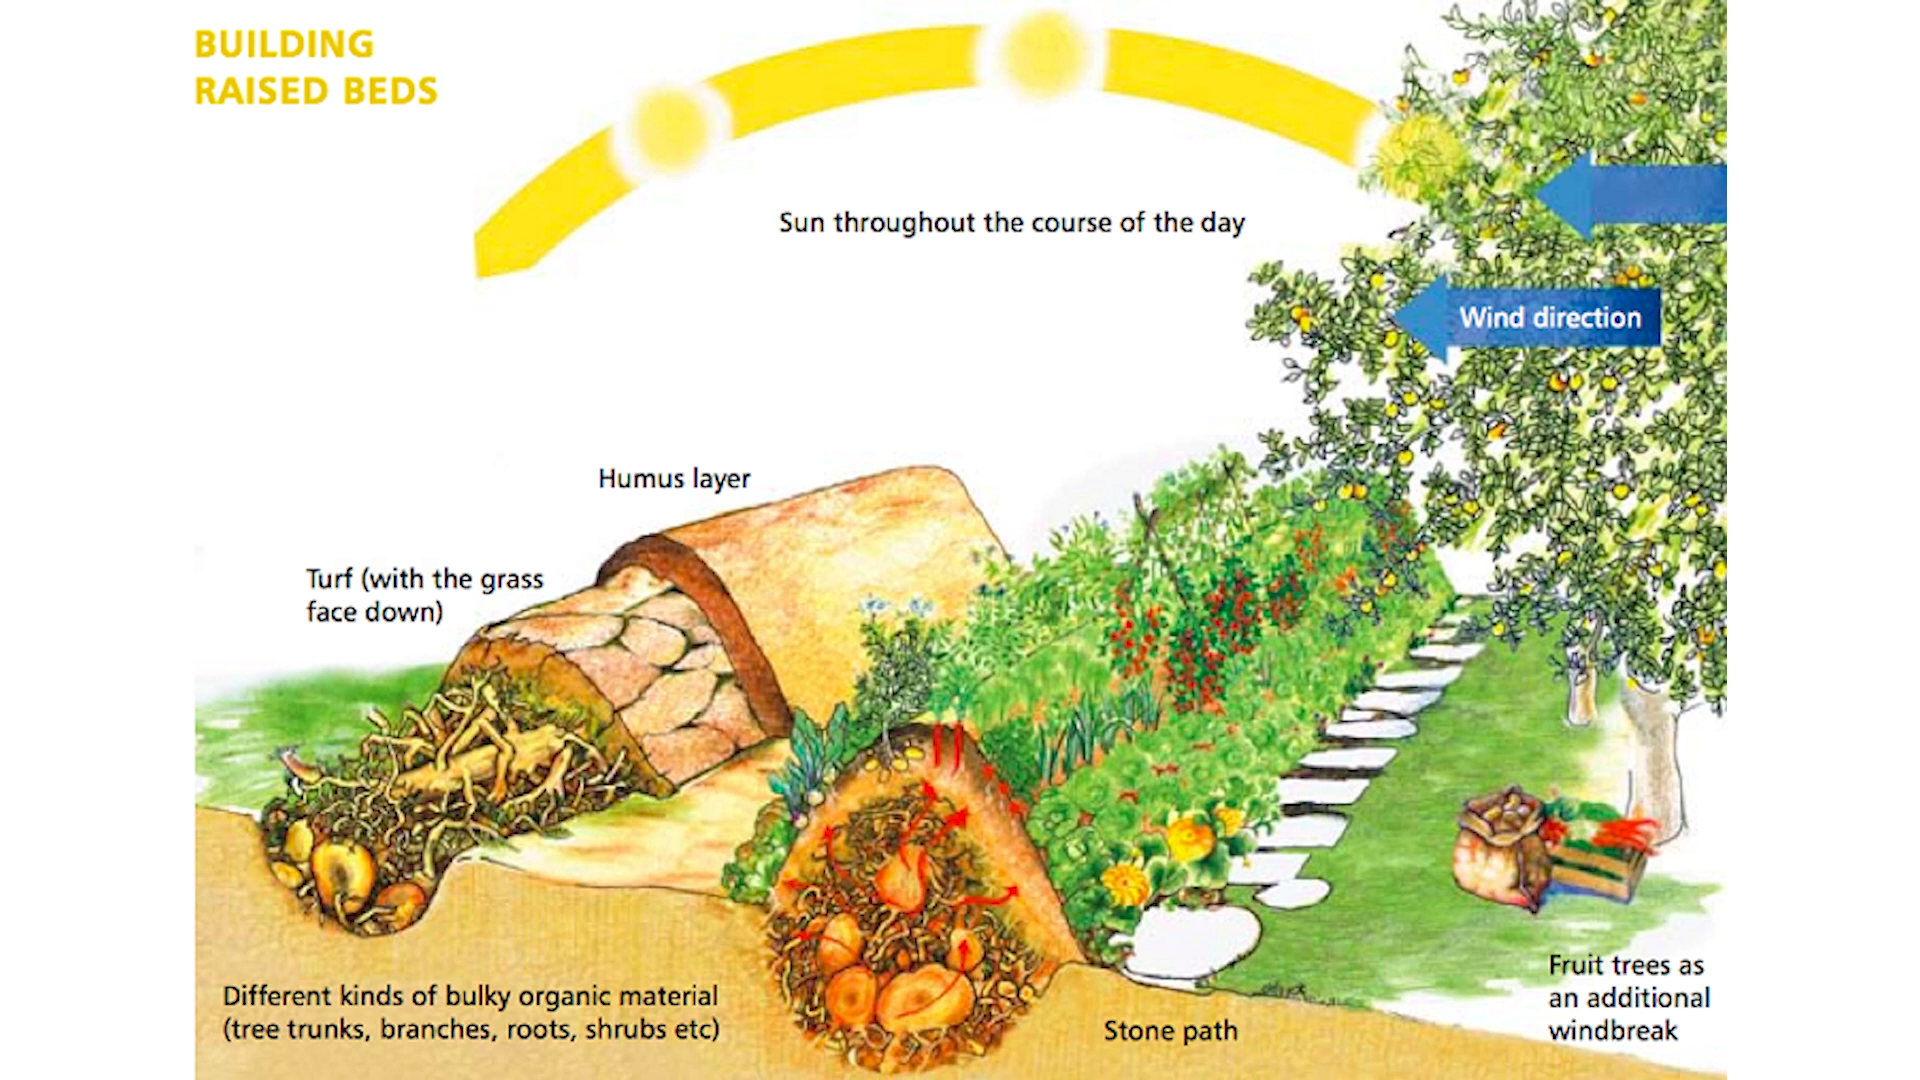 BUILDING
RAISED BEDS
Sun throughout the course of the day
Wind direction
Humus layer
Turf (with the grass
face down)
Different kinds of bulky organic material
(tree trunks, branches, roots, shrubs etc)
Stone path
Fruit trees as
an additional
windbreak